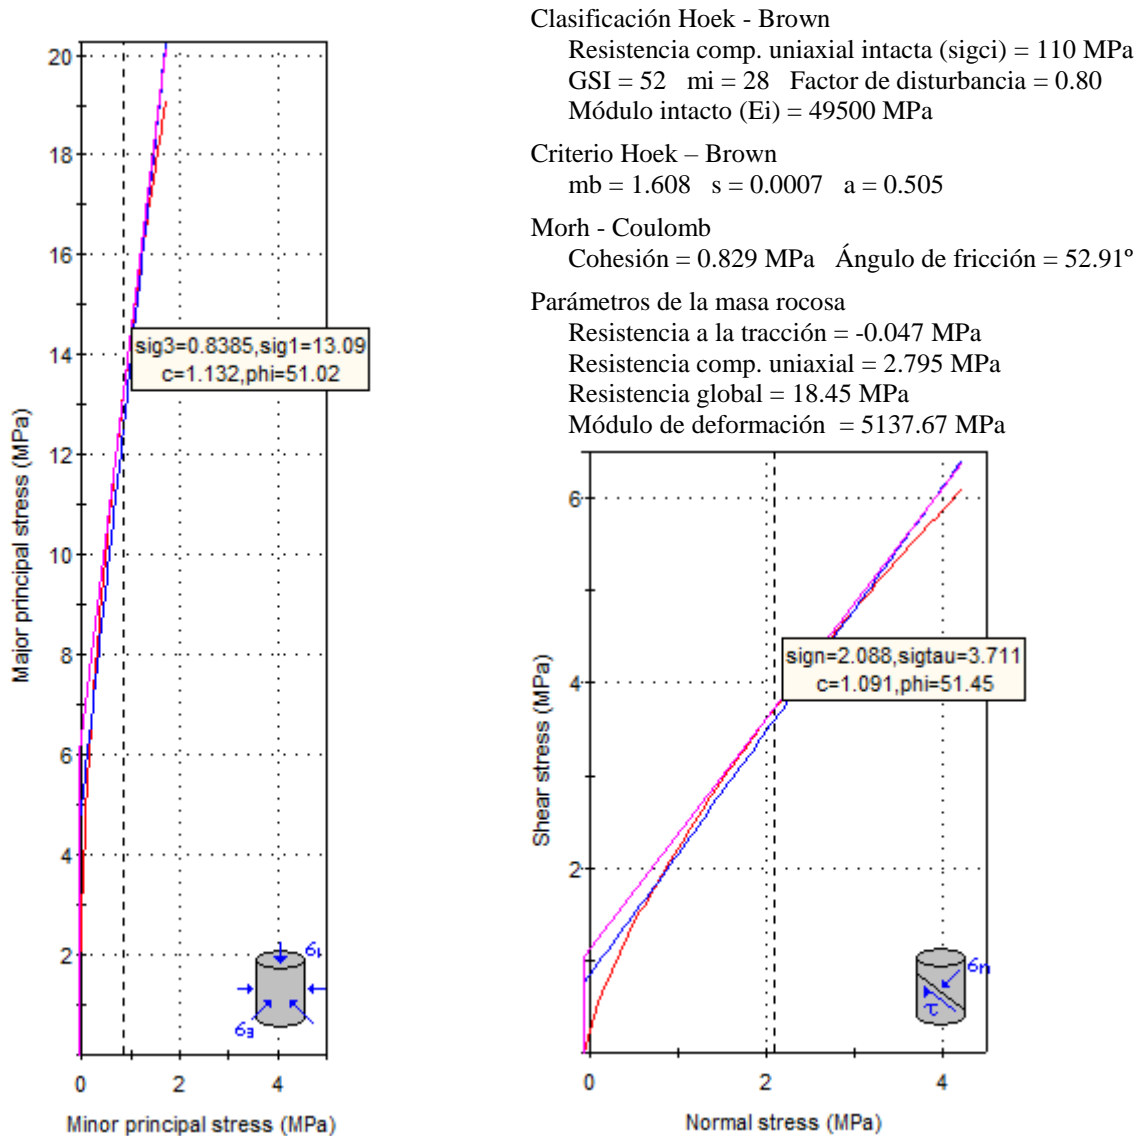 Clasificación Hoek - Brown
Resistencia comp. uniaxial intacta (sigci) = 110 MPa
GSI = 52 mi = 28 Factor de disturbancia = 0.80
Módulo intacto (Ei) = 49500 MPa
Criterio Hoek – Brown
mb = 1.608 s = 0.0007 a = 0.505
Morh - Coulomb
Cohesión = 0.829 MPa Ángulo de fricción = 52.91º
Parámetros de la masa rocosa
Resistencia a la tracción = -0.047 MPa
Resistencia comp. uniaxial = 2.795 MPa
Resistencia global = 18.45 MPa
Módulo de deformación = 5137.67 MPa
Major principal stress (MPa)
20
18
16
14
12
10
8
6
4
2
sig3=0.8385,sig1=13.09
c=1.132,phi=51.02
σ1
σ3
0 2 4
Minor principal stress (MPa)
Shear stress (MPa)
6
4
2
sign=2.088,sigtau=3.711
c=1.091,phi=51.45
σn
τ
0 2 4
Normal stress (MPa)